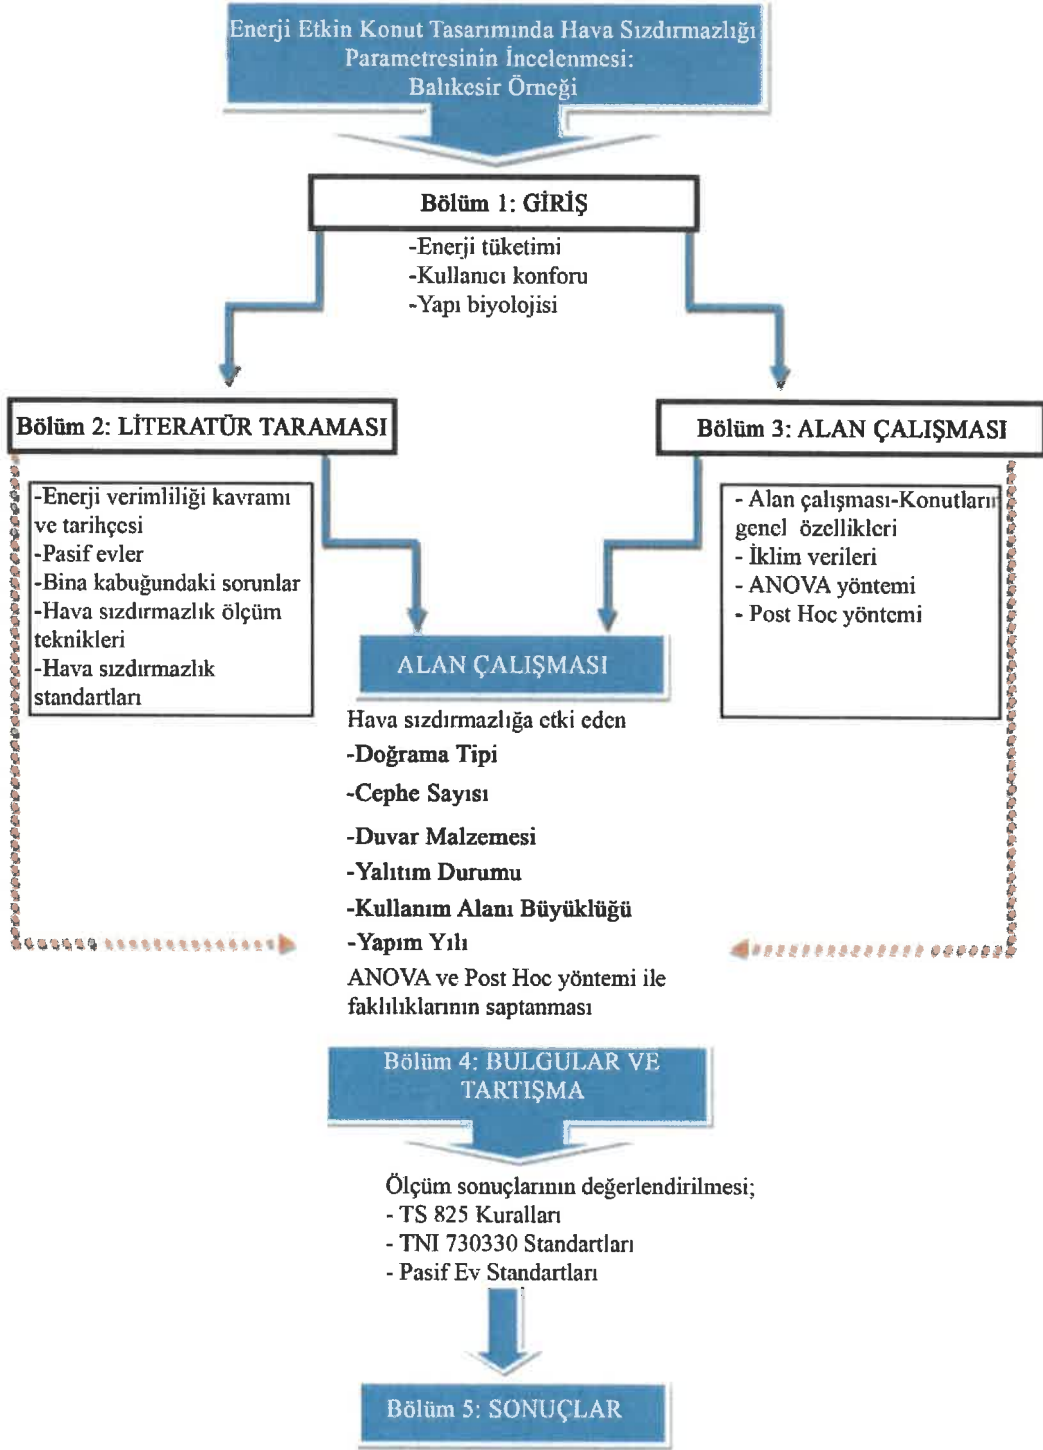 Enerji Etkin Konut Tasarımında Hava Sızdırmazlığı
Parametresinin İncelenmesi:
Balıkesir Örneği
Bölüm 1: GİRİŞ
-Enerji tüketimi
-Kullanıcı konforu
-Yapı biyolojisi
Bölüm 2: LİTERATÜR TARAMASI
-Enerji verimliliği kavramı
ve tarihçesi
-Pasif evler
-Bina kabuğundaki sorunlar
-Hava sızdırmazlık ölçüm
teknikleri
-Hava sızdırmazlık
standartları
Bölüm 3: ALAN ÇALIŞMASI
- Alan çalışması-Konutların
genel özellikleri
- İklim verileri
- ANOVA yöntemi
- Post Hoc yöntemi
ALAN ÇALIŞMASI
Hava sızdırmazlığa etki eden
-Doğrama Tipi
-Cephe Sayısı
-Duvar Malzemesi
-Yalıtım Durumu
-Kullanım Alanı Büyüklüğü
-Yapım Yılı
ANOVA ve Post Hoc yöntemi ile
faklılıklarının saptanması
Bölüm 4: BULGULAR VE
TARTIŞMA
Ölçüm sonuçlarının değerlendirilmesi;
- TS 825 Kuralları
- TNI 730330 Standartları
- Pasif Ev Standartları
Bölüm 5: SONUÇLAR